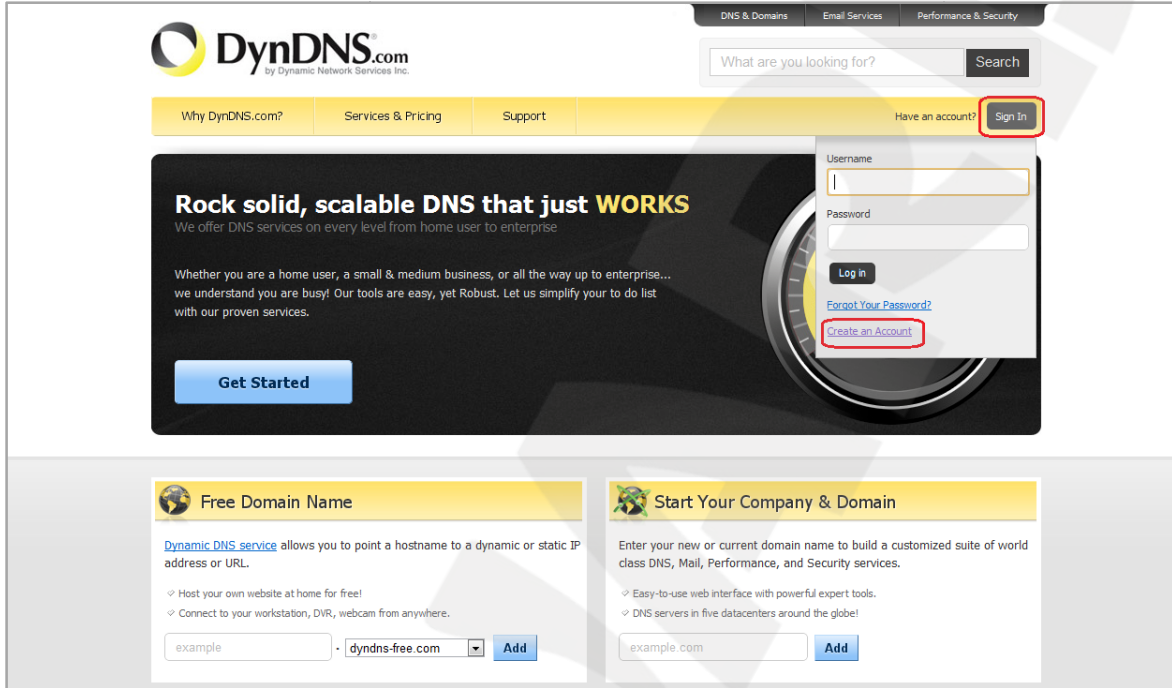 DNS & Domains Email Services Performance & Security
DynDNS.com
by Dynamic Network Services Inc.
What are you looking for? Search
Why DynDNS.com? Services & Pricing Support Have an account? Sign In
Username
Password
Log in
Forgot Your Password?
Create an Account
Rock solid, scalable DNS that just WORKS
We offer DNS services on every level from home user to enterprise
Whether you are a home user, a small & medium business, or all the way up to enterprise...
we understand you are busy! Our tools are easy, yet Robust. Let us simplify your to do list
with our proven services.
Get Started
Free Domain Name
Dynamic DNS service allows you to point a hostname to a dynamic or static IP
address or URL.
Host your own website at home for free!
Connect to your workstation, DVR, webcam from anywhere.
example . dyndns-free.com Add
Start Your Company & Domain
Enter your new or current domain name to build a customized suite of world
class DNS, Mail, Performance, and Security services.
Easy-to-use web interface with powerful expert tools.
DNS servers in five datacenters around the globe!
example.com Add